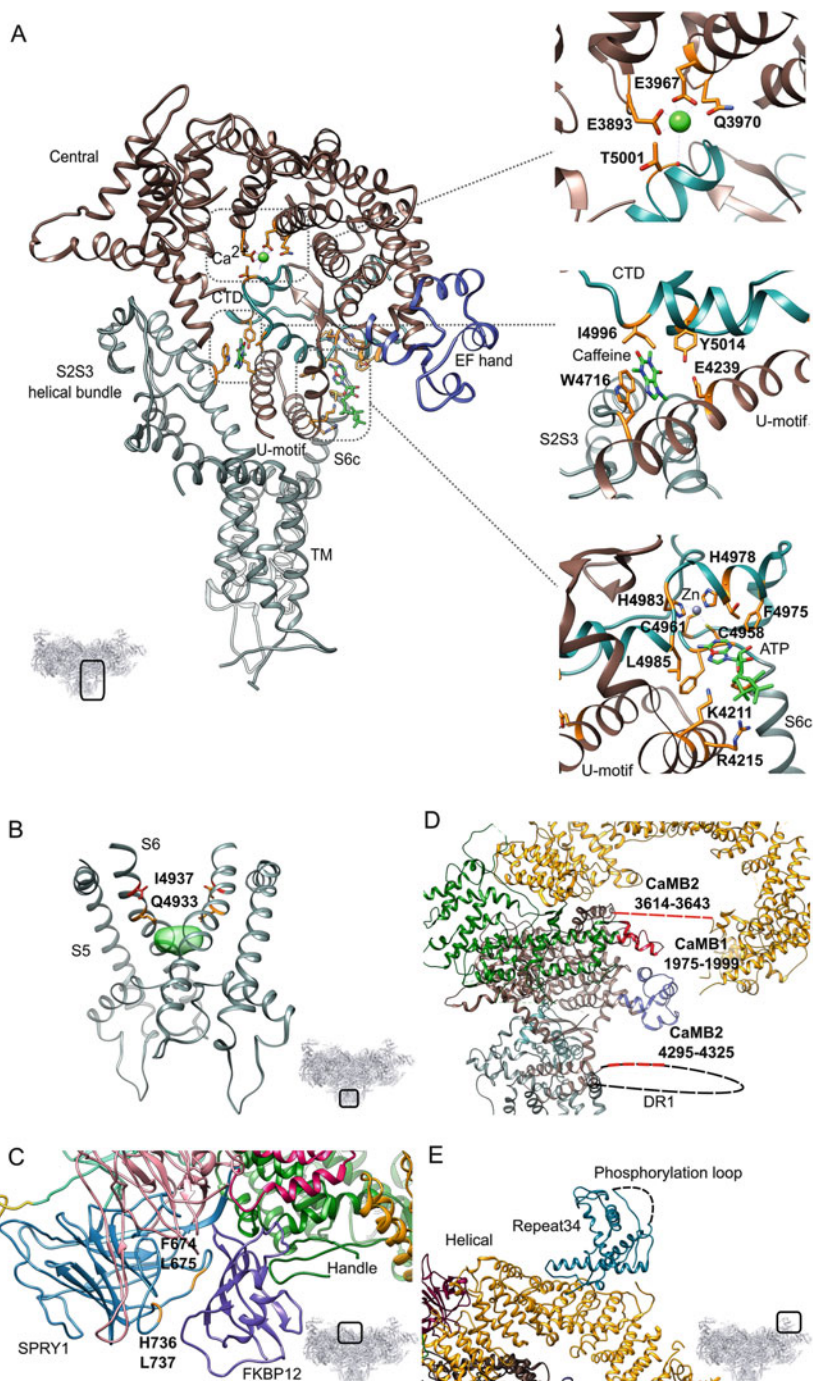 A
Central
Ca2+
CTD
S2S3
helical bundle
EF hand
U-motif
S6c
TM
E3967
E3893
Q3970
T5001
CTD
I4996
Y5014
Caffeine
E4239
W4716
U-motif
S2S3
H4978
H4983
Zn
F4975
C4961
C4958
ATP
L4985
K4211
S6c
R4215
U-motif
B
S6
I4937
Q4933
S5
D
CaMB2
3614-3643
CaMB1
1975-1999
CaMB2
4295-4325
DR1
C
F674
L675
Handle
H736
L737
SPRY1
FKBP12
E
Phosphorylation loop
Repeat34
Helical